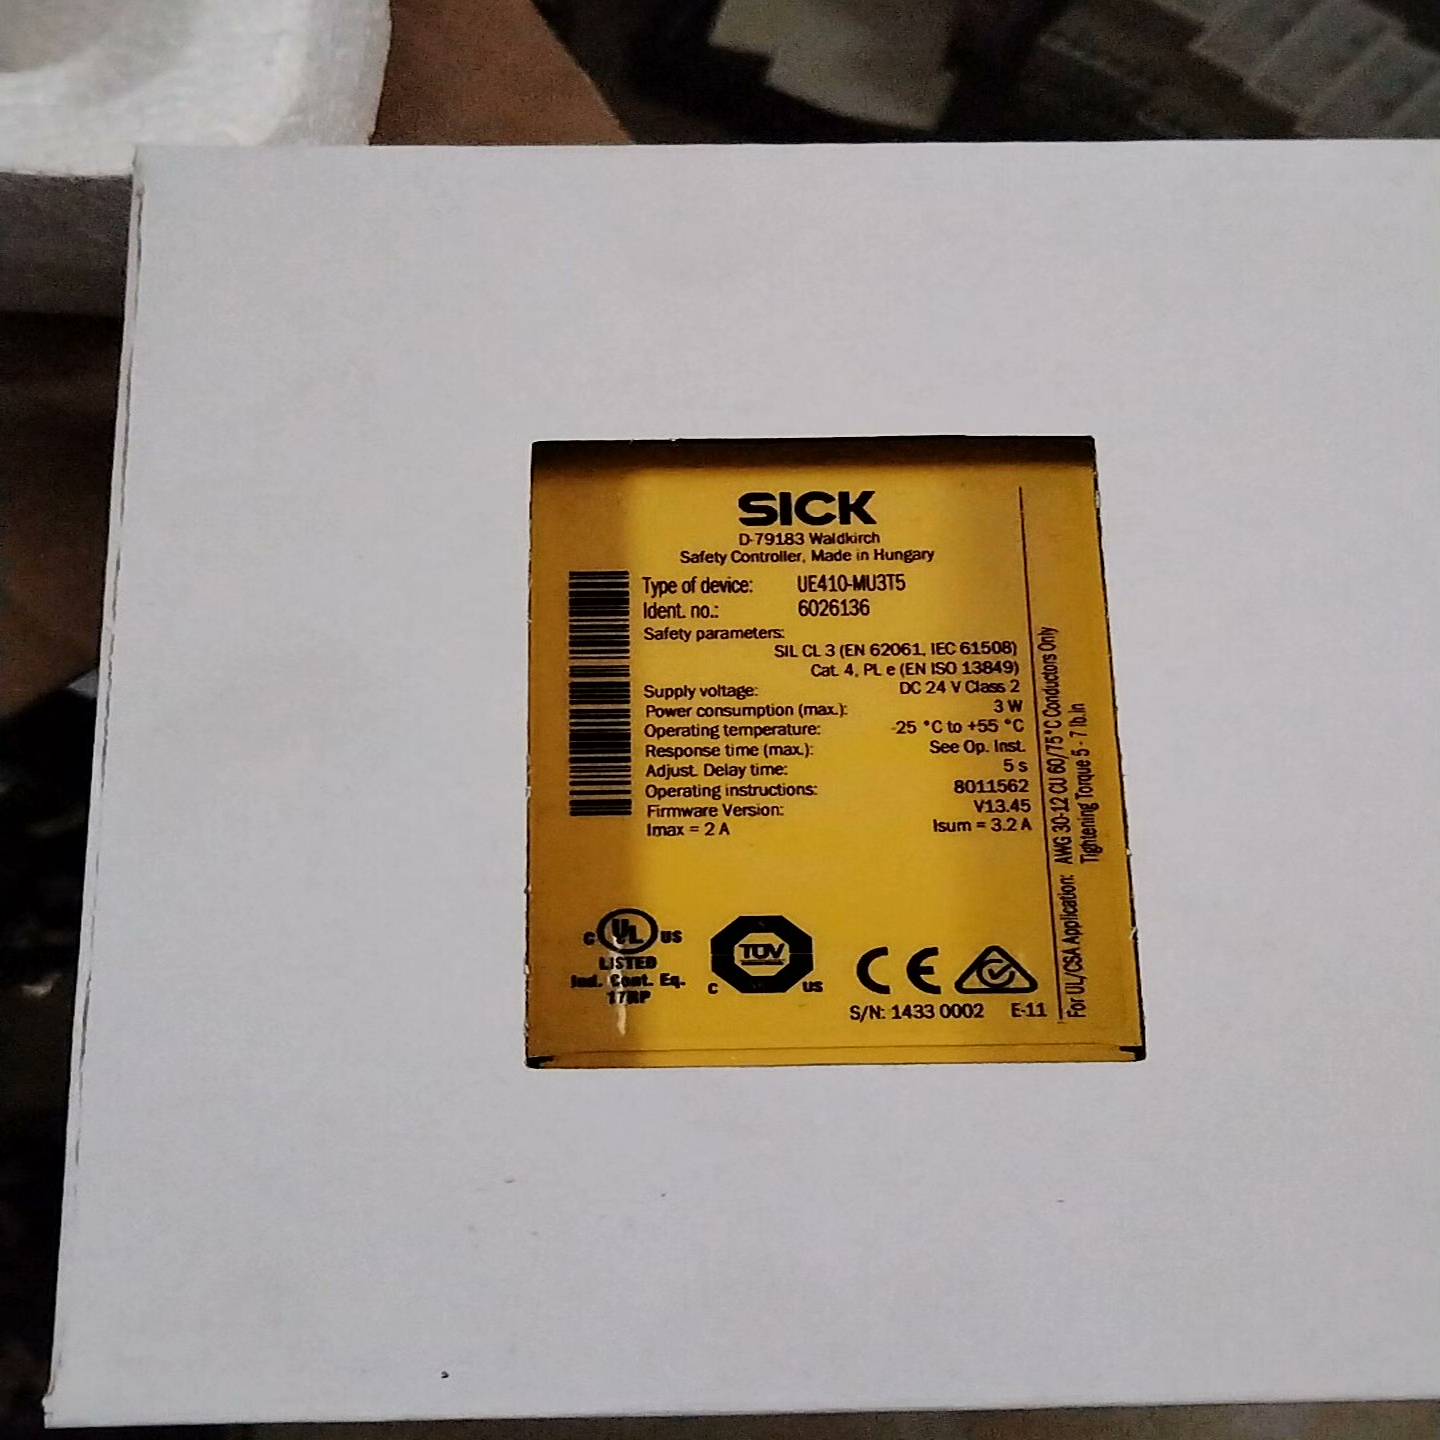 SICK
D-79183 Waldkirch
Safety Controller, Made in Hungary
Type of device: UE410-MU3T5
Ident. no.: 6026136
Safety parameters:
SIL CL 3 (EN 62061, IEC 61508)
Cat. 4, PL e (EN ISO 13849)
Supply voltage: DC 24 V Class 2
Power consumption (max.): 3 W
Operating temperature: -25 °C to +55 °C
Response time (max.): See Op. Inst.
Adjust. Delay time: 5 s
Operating instructions: 8011562
Firmware Version: V13.45
Imax = 2 A Isum = 3.2 A
C UL US
LISTED
Ind. Cont. Eq.
17RP
TÜV
C US
CE
S/N: 1433 0002 E-11
For UL/CSA Application: AWG 30-12 CU 60/75°C Conductors Only
Tightening Torque 5 - 7 lb.in